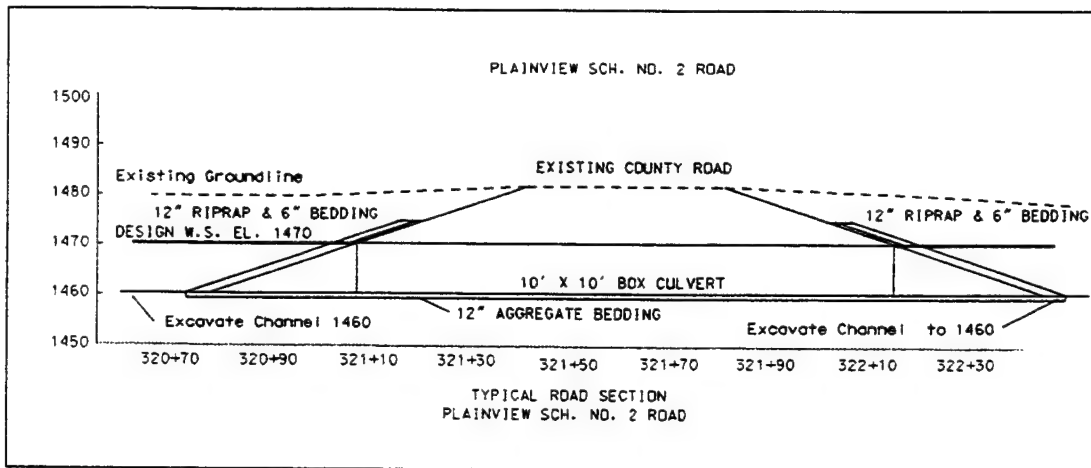 PLAINVIEW SCH. NO. 2 ROAD
1500
1490
EXISTING COUNTY ROAD
Existing Groundline
1480
12" RIPRAP & 6" BEDDING
12" RIPRAP & 6" BEDDING
DESIGN W.S. EL. 1470
1470
10' X 10' BOX CULVERT
1460
12" AGGREGATE BEDDING
Excavate Channel 1460
Excavate Channel to 1460
1450
320+70 320+90 321+10 321+30 321+50 321+70 321+90 322+10 322+30
TYPICAL ROAD SECTION
PLAINVIEW SCH. NO. 2 ROAD